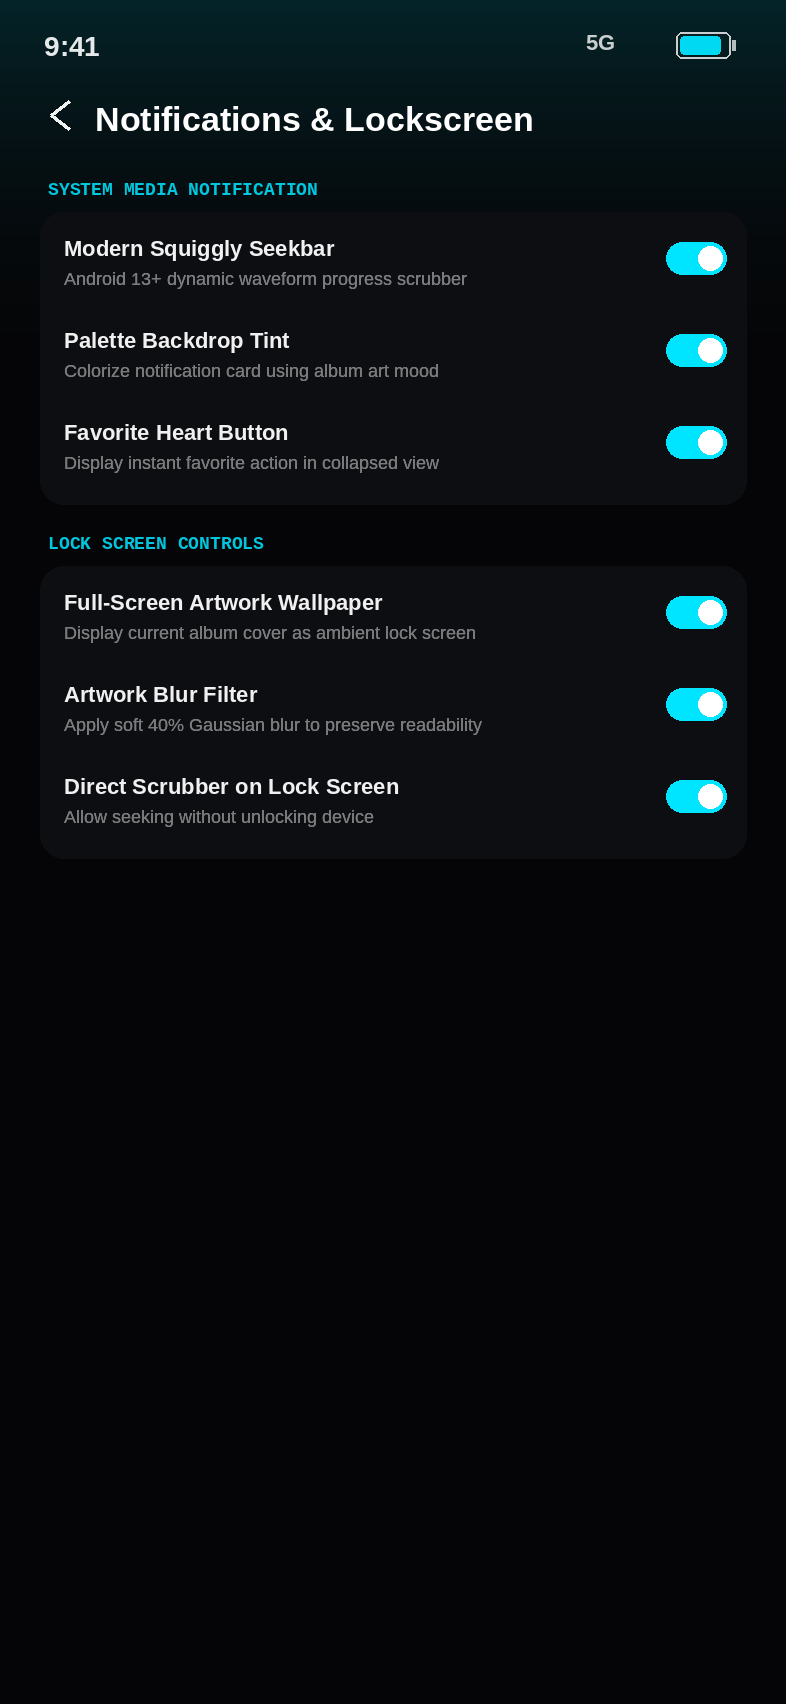 9:41
5G
Notifications & Lockscreen
SYSTEM MEDIA NOTIFICATION
Modern Squiggly Seekbar
Android 13+ dynamic waveform progress scrubber
Palette Backdrop Tint
Colorize notification card using album art mood
Favorite Heart Button
Display instant favorite action in collapsed view
LOCK SCREEN CONTROLS
Full-Screen Artwork Wallpaper
Display current album cover as ambient lock screen
Artwork Blur Filter
Apply soft 40% Gaussian blur to preserve readability
Direct Scrubber on Lock Screen
Allow seeking without unlocking device